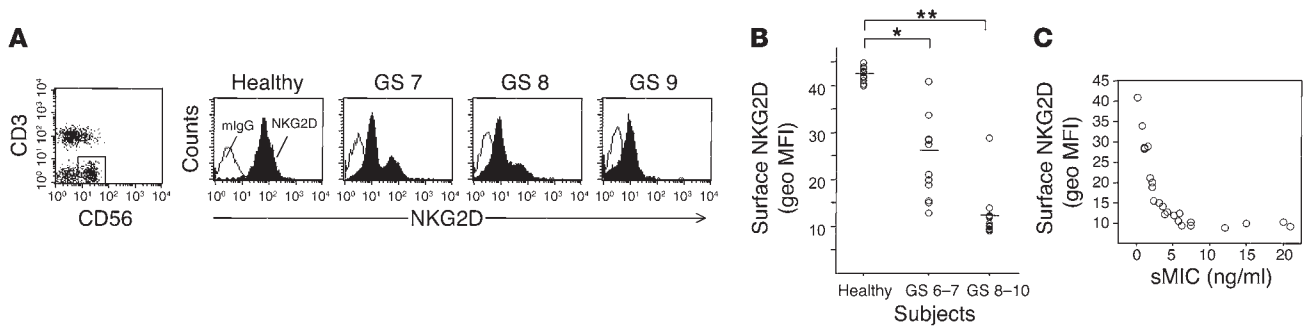 A
CD3
10⁰ 10¹ 10² 10³ 10⁴
10⁰ 10¹ 10² 10³ 10⁴
CD56
Counts
Healthy
mIgG
NKG2D
10⁰ 10¹ 10² 10³ 10⁴
GS 7
10⁰ 10¹ 10² 10³ 10⁴
GS 8
10⁰ 10¹ 10² 10³ 10⁴
GS 9
10⁰ 10¹ 10² 10³ 10⁴
NKG2D
B
**
*
Surface NKG2D
(geo MFI)
40
30
20
10
Healthy GS 6–7 GS 8–10
Subjects
C
Surface NKG2D
(geo MFI)
45
40
35
30
25
20
15
10
0 5 10 15 20
sMIC (ng/ml)